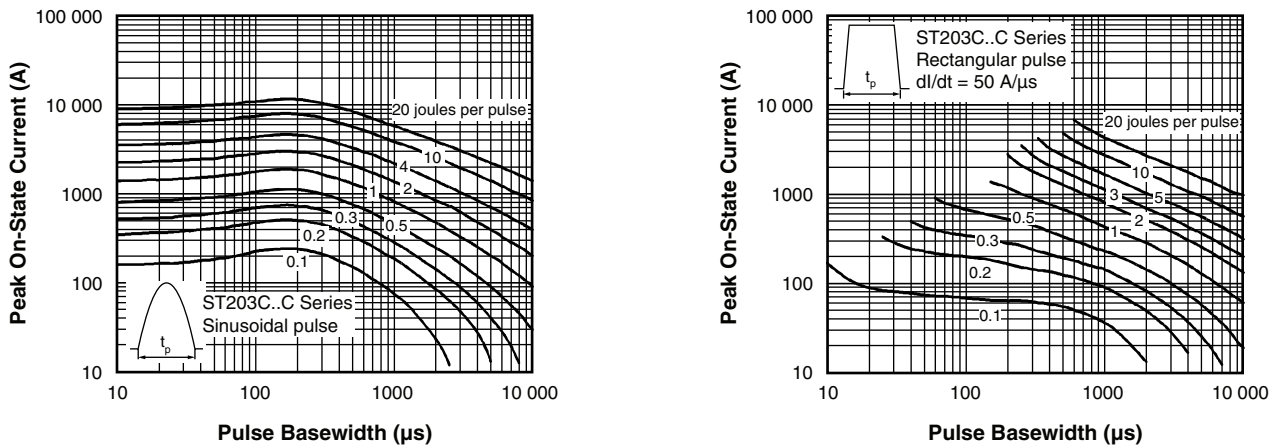 Peak On-State Current (A)
100 000
10 000
1000
100
10
20 joules per pulse
10
4
2
1
0.5
0.3
0.2
0.1
ST203C..C Series
Sinusoidal pulse
tp
10
100
1000
10 000
Pulse Basewidth (µs)
Peak On-State Current (A)
100 000
10 000
1000
100
10
ST203C..C Series
Rectangular pulse
dI/dt = 50 A/µs
tp
20 joules per pulse
10
5
3
2
1
0.5
0.3
0.2
0.1
10
100
1000
10 000
Pulse Basewidth (µs)